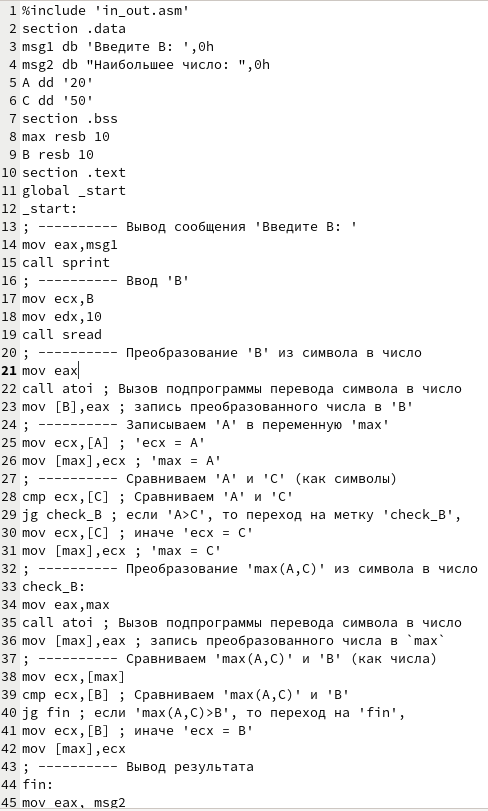 1 %include 'in_out.asm'
2 section .data
3 msg1 db 'Введите B: ',0h
4 msg2 db "Наибольшее число: ",0h
5 A dd '20'
6 C dd '50'
7 section .bss
8 max resb 10
9 B resb 10
10 section .text
11 global _start
12 _start:
13 ; ---------- Вывод сообщения 'Введите B: '
14 mov eax,msg1
15 call sprint
16 ; ---------- Ввод 'B'
17 mov ecx,B
18 mov edx,10
19 call sread
20 ; ---------- Преобразование 'B' из символа в число
21 mov eax
22 call atoi ; Вызов подпрограммы перевода символа в число
23 mov [B],eax ; запись преобразованного числа в 'B'
24 ; ---------- Записываем 'A' в переменную 'max'
25 mov ecx,[A] ; 'ecx = A'
26 mov [max],ecx ; 'max = A'
27 ; ---------- Сравниваем 'A' и 'C' (как символы)
28 cmp ecx,[C] ; Сравниваем 'A' и 'C'
29 jg check_B ; если 'A>C', то переход на метку 'check_B',
30 mov ecx,[C] ; иначе 'ecx = C'
31 mov [max],ecx ; 'max = C'
32 ; ---------- Преобразование 'max(A,C)' из символа в число
33 check_B:
34 mov eax,max
35 call atoi ; Вызов подпрограммы перевода символа в число
36 mov [max],eax ; запись преобразованного числа в `max`
37 ; ---------- Сравниваем 'max(A,C)' и 'B' (как числа)
38 mov ecx,[max]
39 cmp ecx,[B] ; Сравниваем 'max(A,C)' и 'B'
40 jg fin ; если 'max(A,C)>B', то переход на 'fin',
41 mov ecx,[B] ; иначе 'ecx = B'
42 mov [max],ecx
43 ; ---------- Вывод результата
44 fin:
45 mov eax, msg2